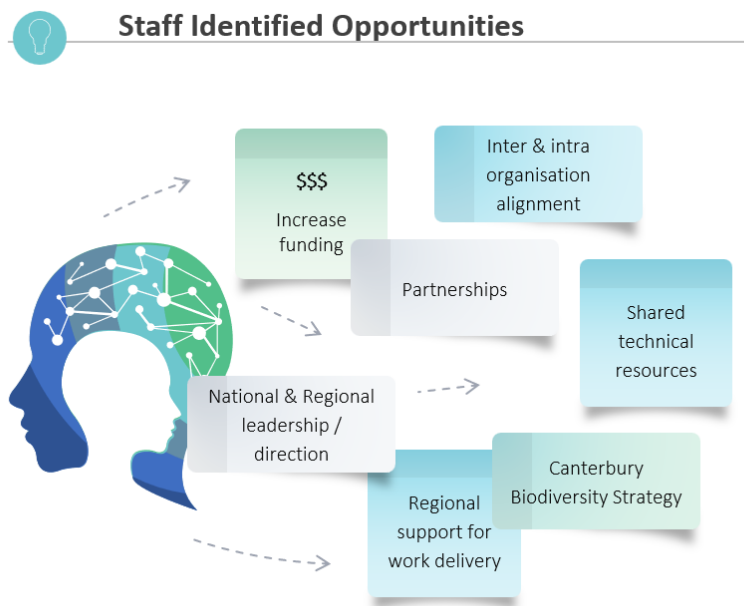 Staff Identified Opportunities
$$$
Increase
funding
Inter & intra
organisation
alignment
Partnerships
Shared
technical
resources
National & Regional
leadership /
direction
Canterbury
Biodiversity Strategy
Regional
support for
work delivery